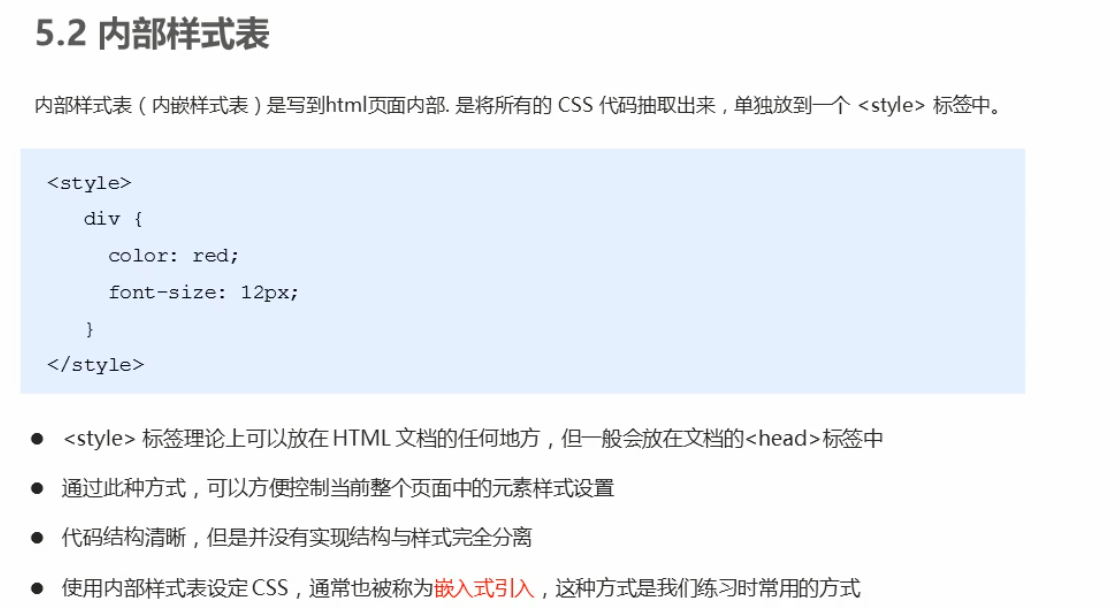 5.2 内部样式表
内部样式表（内嵌样式表）是写到html页面内部. 是将所有的 CSS 代码抽取出来，单独放到一个 <style> 标签中。
<style>
div {
color: red;
font-size: 12px;
}
</style>
● <style> 标签理论上可以放在 HTML 文档的任何地方，但一般会放在文档的<head>标签中
● 通过此种方式，可以方便控制当前整个页面中的元素样式设置
● 代码结构清晰，但是并没有实现结构与样式完全分离
● 使用内部样式表设定 CSS，通常也被称为嵌入式引入，这种方式是我们练习时常用的方式